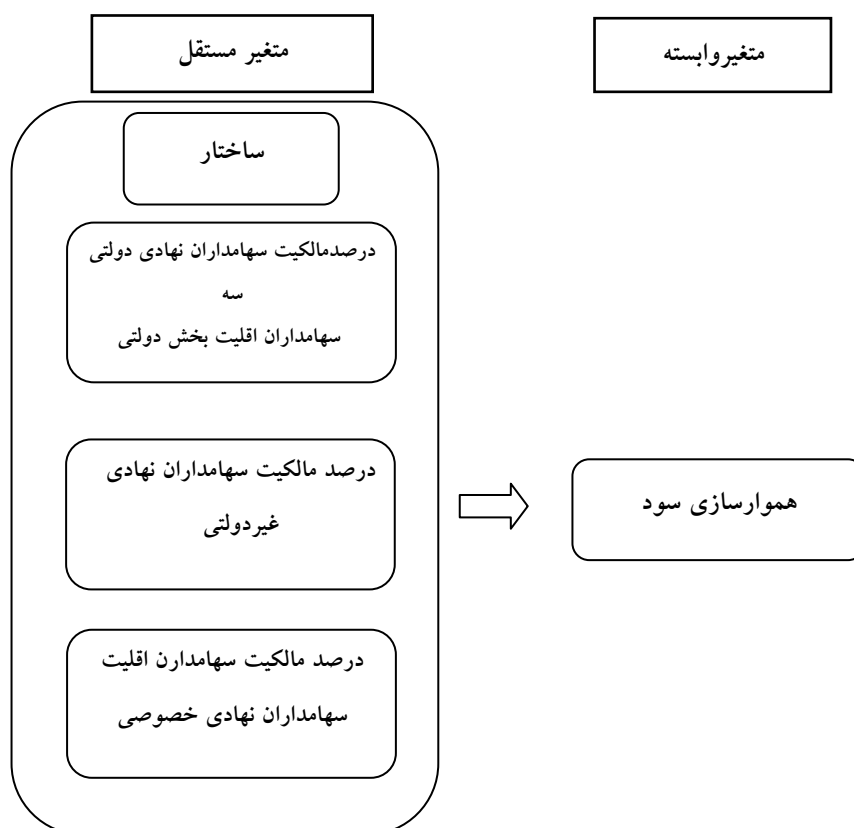 متغیر مستقل
متغیروابسته
ساختار
درصدمالکیت سهامداران نهادی دولتی
سه
سهامداران اقلیت بخش دولتی
درصد مالکیت سهامداران نهادی
غیردولتی
هموارسازی سود
درصد مالکیت سهامدارن اقلیت
سهامداران نهادی خصوصی